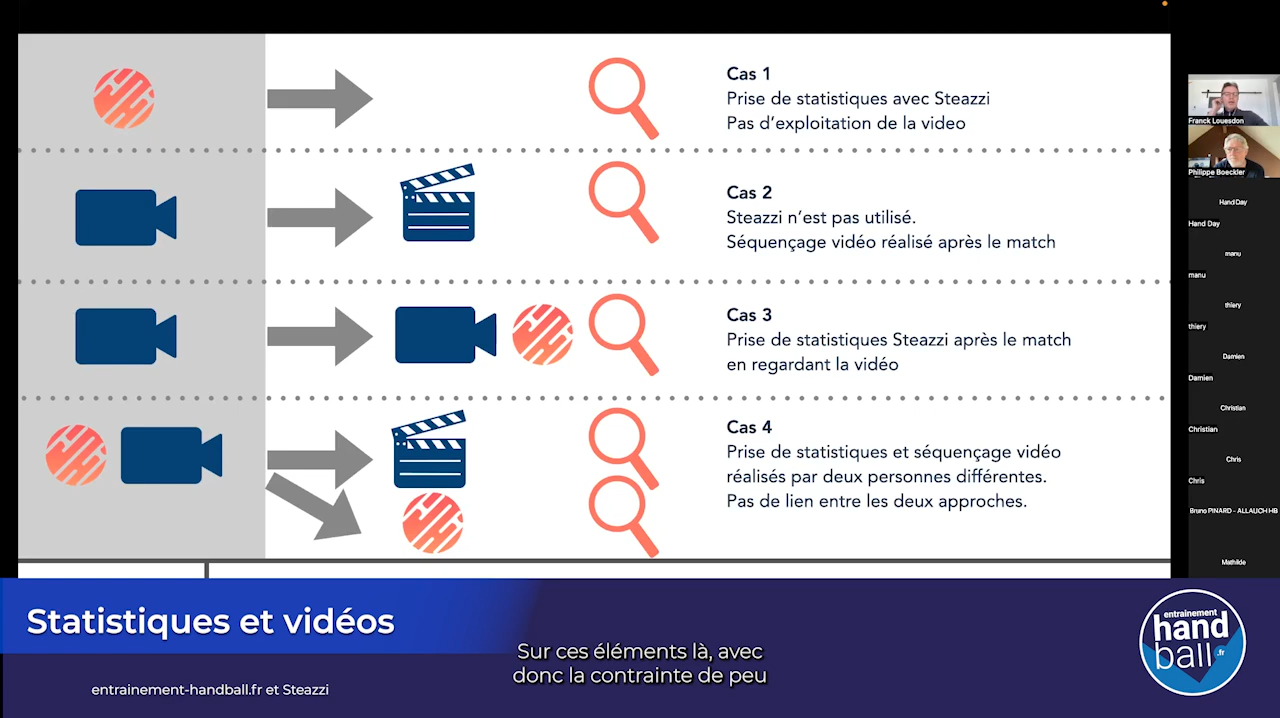 Cas 1
Prise de statistiques avec Steazzi
Pas d'exploitation de la video
Cas 2
Steazzi n'est pas utilisé.
Séquençage vidéo réalisé après le match
Cas 3
Prise de statistiques Steazzi après le match
en regardant la vidéo
Cas 4
Prise de statistiques et séquençage vidéo
réalisés par deux personnes différentes.
Pas de lien entre les deux approches.
Franck Louesdon
Philippe Boeckler
Hand Day
Hand Day
manu
manu
thiery
thiery
Damien
Damien
Christian
Christian
Chris
Chris
Bruno PINARD - ALLAUCH HB
Mathilde
Statistiques et vidéos
entrainement-handball.fr et Steazzi
Sur ces éléments là, avec
donc la contrainte de peu
entrainement
hand
ball.fr